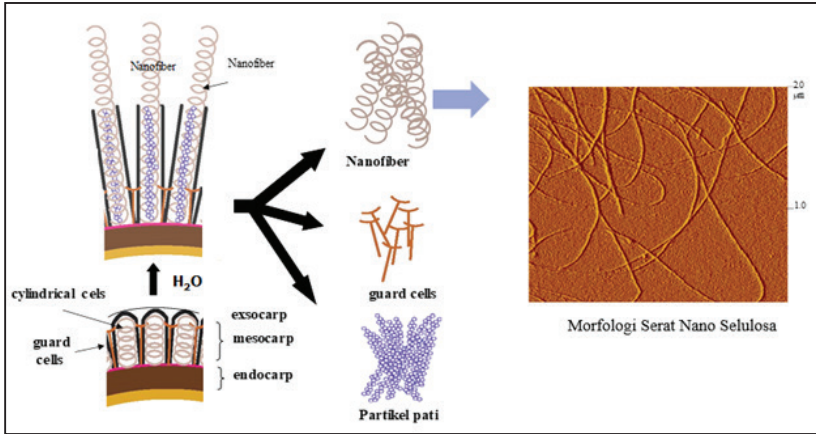 Nanofiber
Nanofiber
H2O
cylindrical cels
guard
cells
exsocarp
mesocarp
endocarp
Nanofiber
guard cells
Partikel pati
2.0
μm
1.0
Morfologi Serat Nano Selulosa